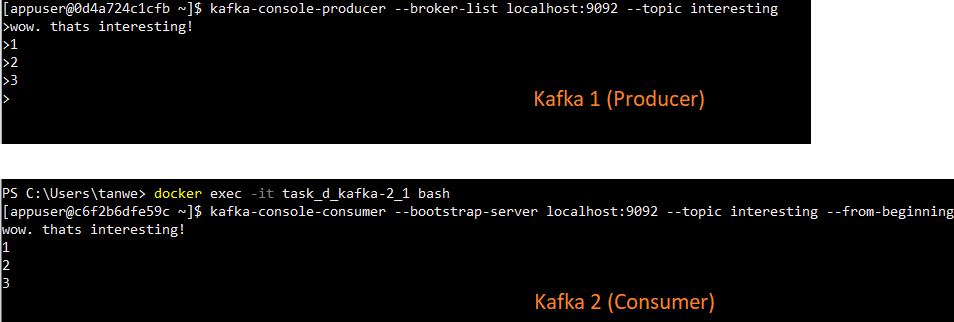 [appuser@0d4a724c1cfb ~]$ kafka-console-producer --broker-list localhost:9092 --topic interesting
>wow. thats interesting!
>1
>2
>3
>
Kafka 1 (Producer)
PS C:\Users\tanwe> docker exec -it task_d_kafka-2_1 bash
[appuser@c6f2b6dfe59c ~]$ kafka-console-consumer --bootstrap-server localhost:9092 --topic interesting --from-beginning
wow. thats interesting!
1
2
3
Kafka 2 (Consumer)